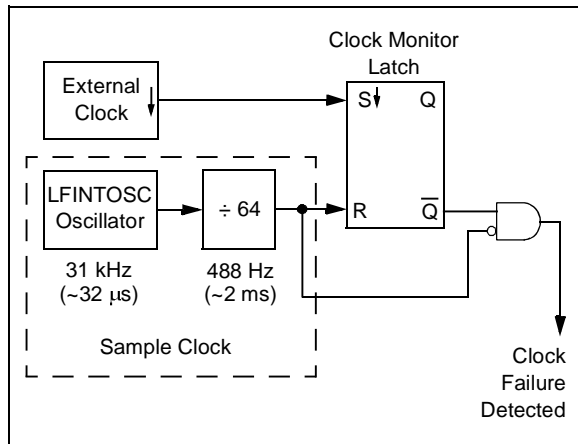 Clock Monitor
Latch
External
Clock
S
Q
LFINTOSC
Oscillator
÷ 64
R
Q̅
31 kHz
(~32 μs)
488 Hz
(~2 ms)
Sample Clock
Clock
Failure
Detected